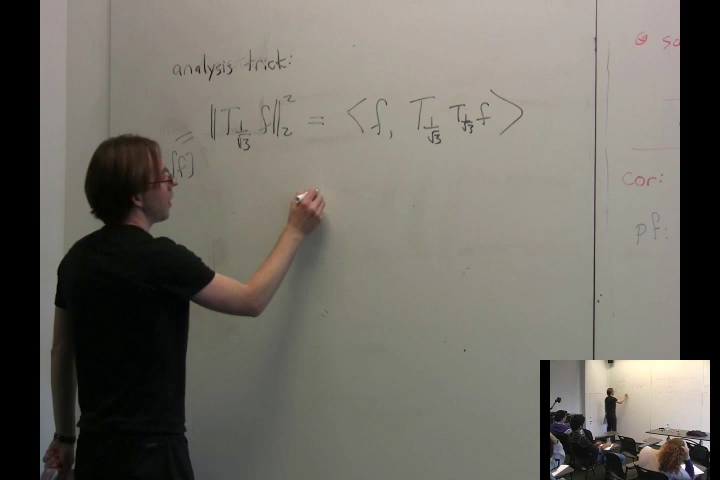 analysis trick:
= ‖T_{1/√3} f‖₂² = ⟨f, T_{1/√3} T_{1/√3} f⟩
[f]
cor:
pf: